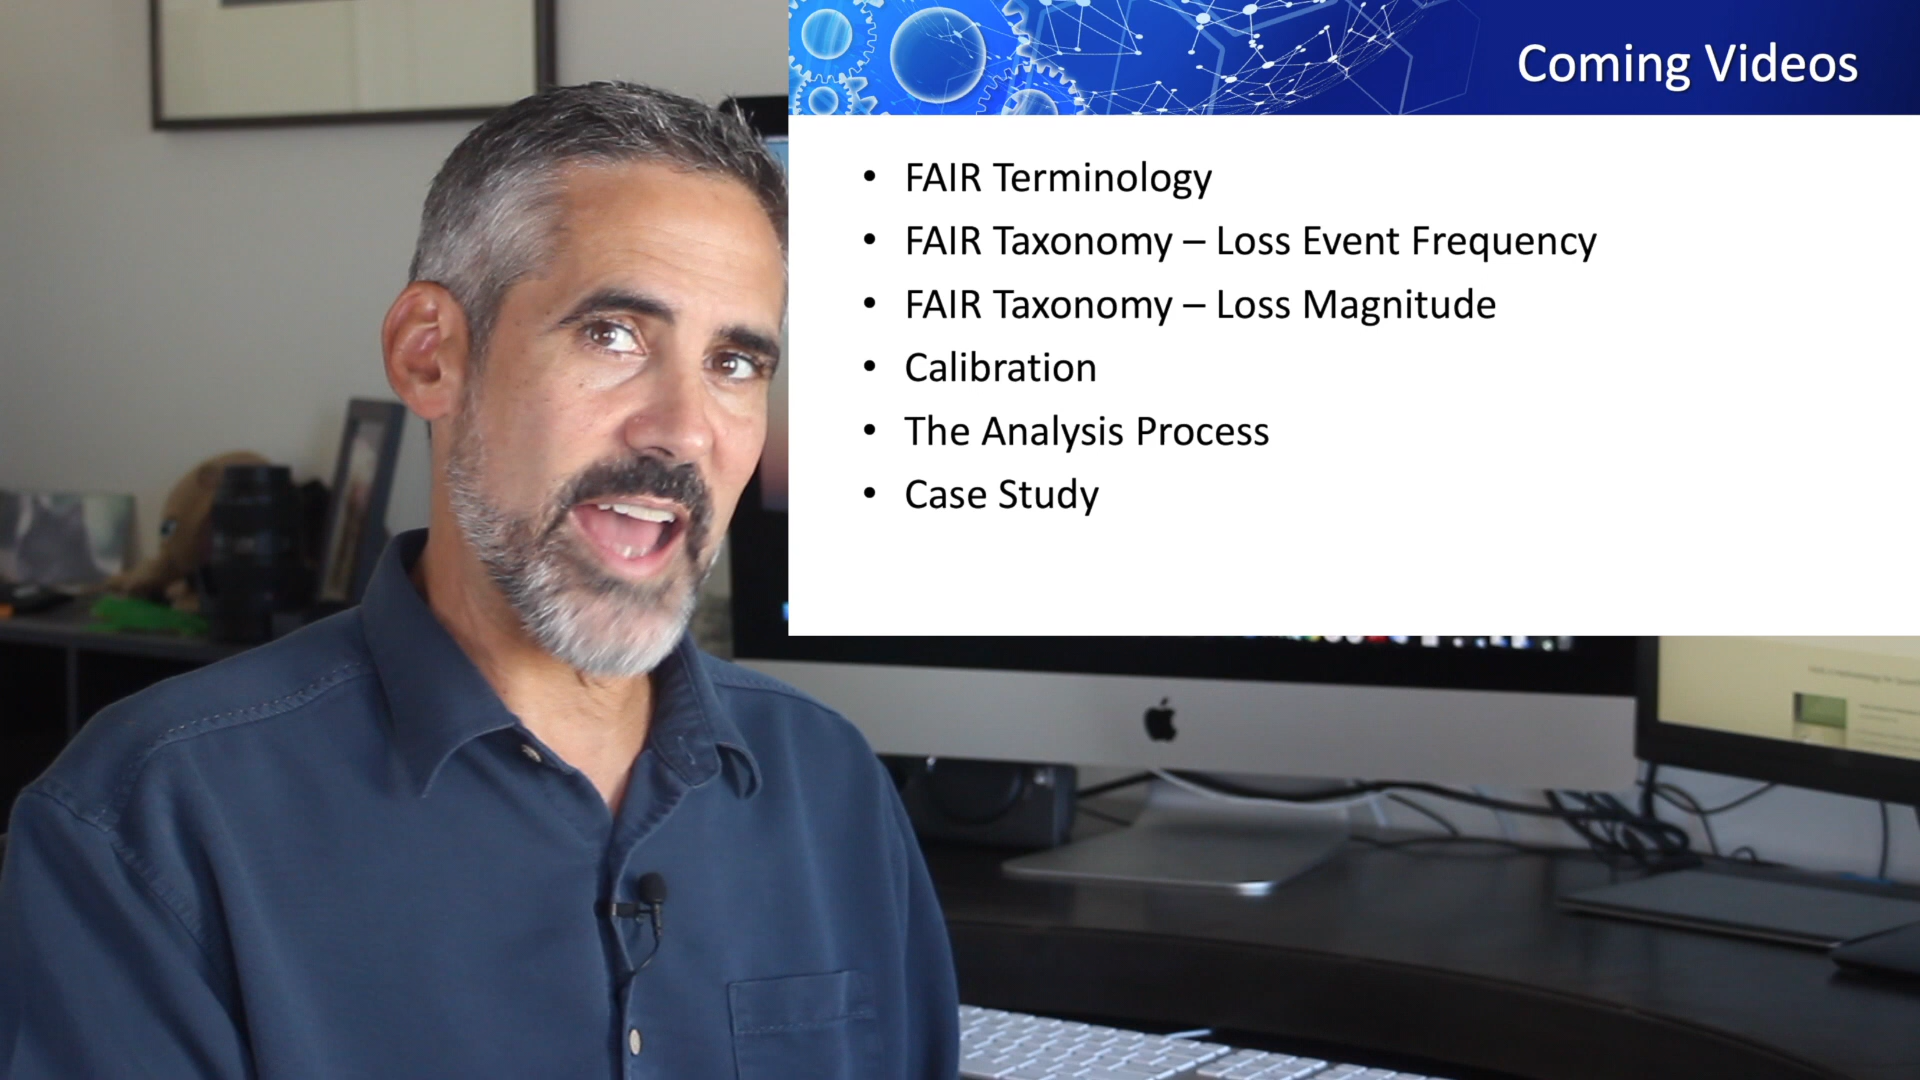 Coming Videos
• FAIR Terminology
• FAIR Taxonomy – Loss Event Frequency
• FAIR Taxonomy – Loss Magnitude
• Calibration
• The Analysis Process
• Case Study